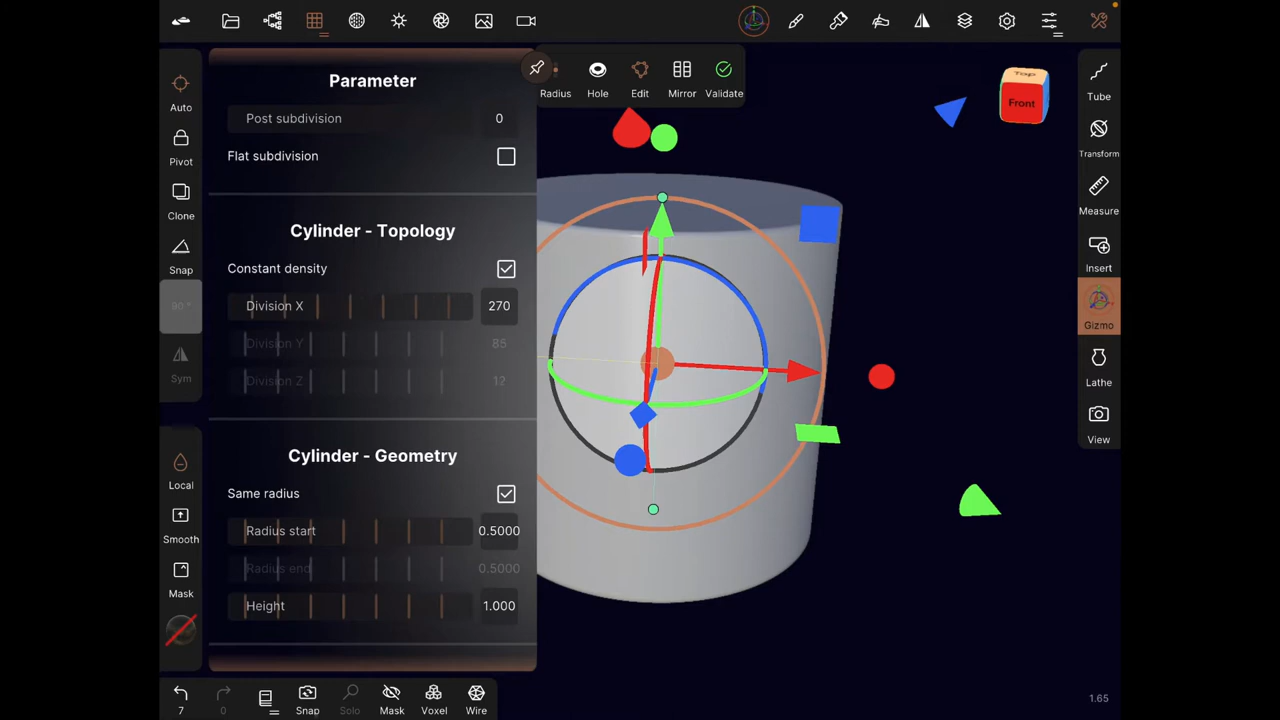 Parameter
Post subdivision 0
Flat subdivision
Cylinder - Topology
Constant density
Division X 270
Division Y 85
Division Z 12
Cylinder - Geometry
Same radius
Radius start 0.5000
Radius end 0.5000
Height 1.000
Radius Hole Edit Mirror Validate
Auto
Pivot
Clone
Snap
90°
Sym
Local
Smooth
Mask
Top
Front
Tube
Transform
Measure
Insert
Gizmo
Lathe
View
7 0 Snap Solo Mask Voxel Wire
1.65